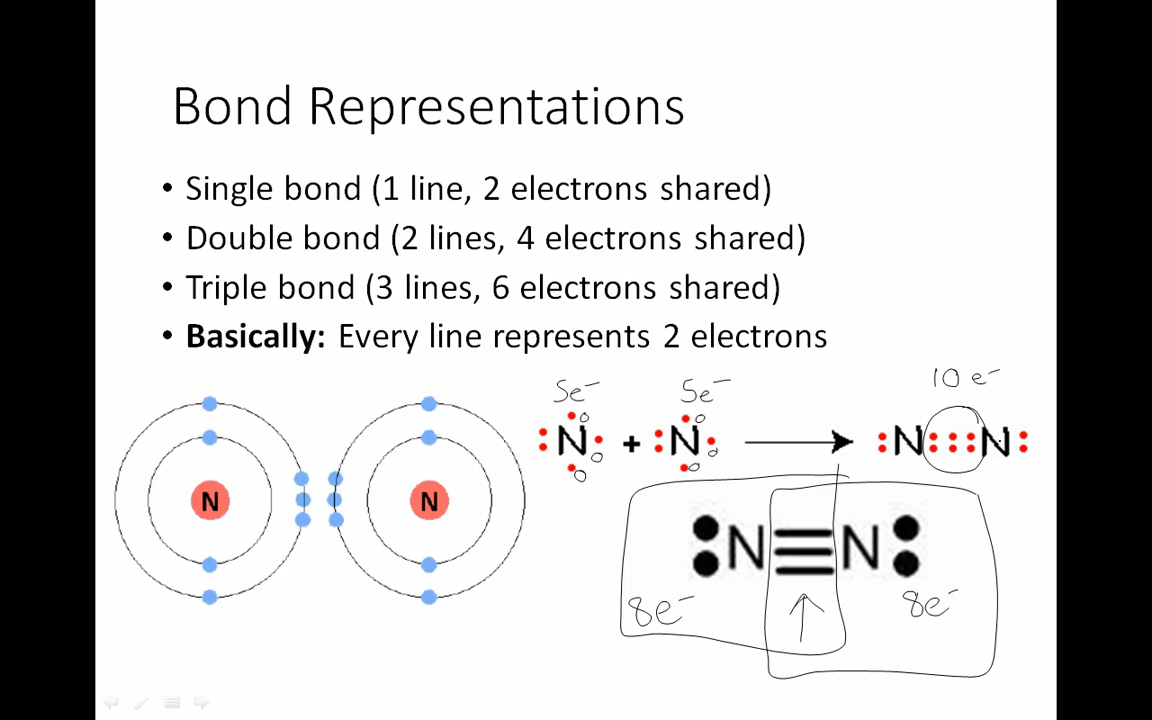 Bond Representations
• Single bond (1 line, 2 electrons shared)
• Double bond (2 lines, 4 electrons shared)
• Triple bond (3 lines, 6 electrons shared)
• Basically: Every line represents 2 electrons
5e⁻ 5e⁻ 10 e⁻
N + N N N
N N
N≡N
8e⁻ 8e⁻